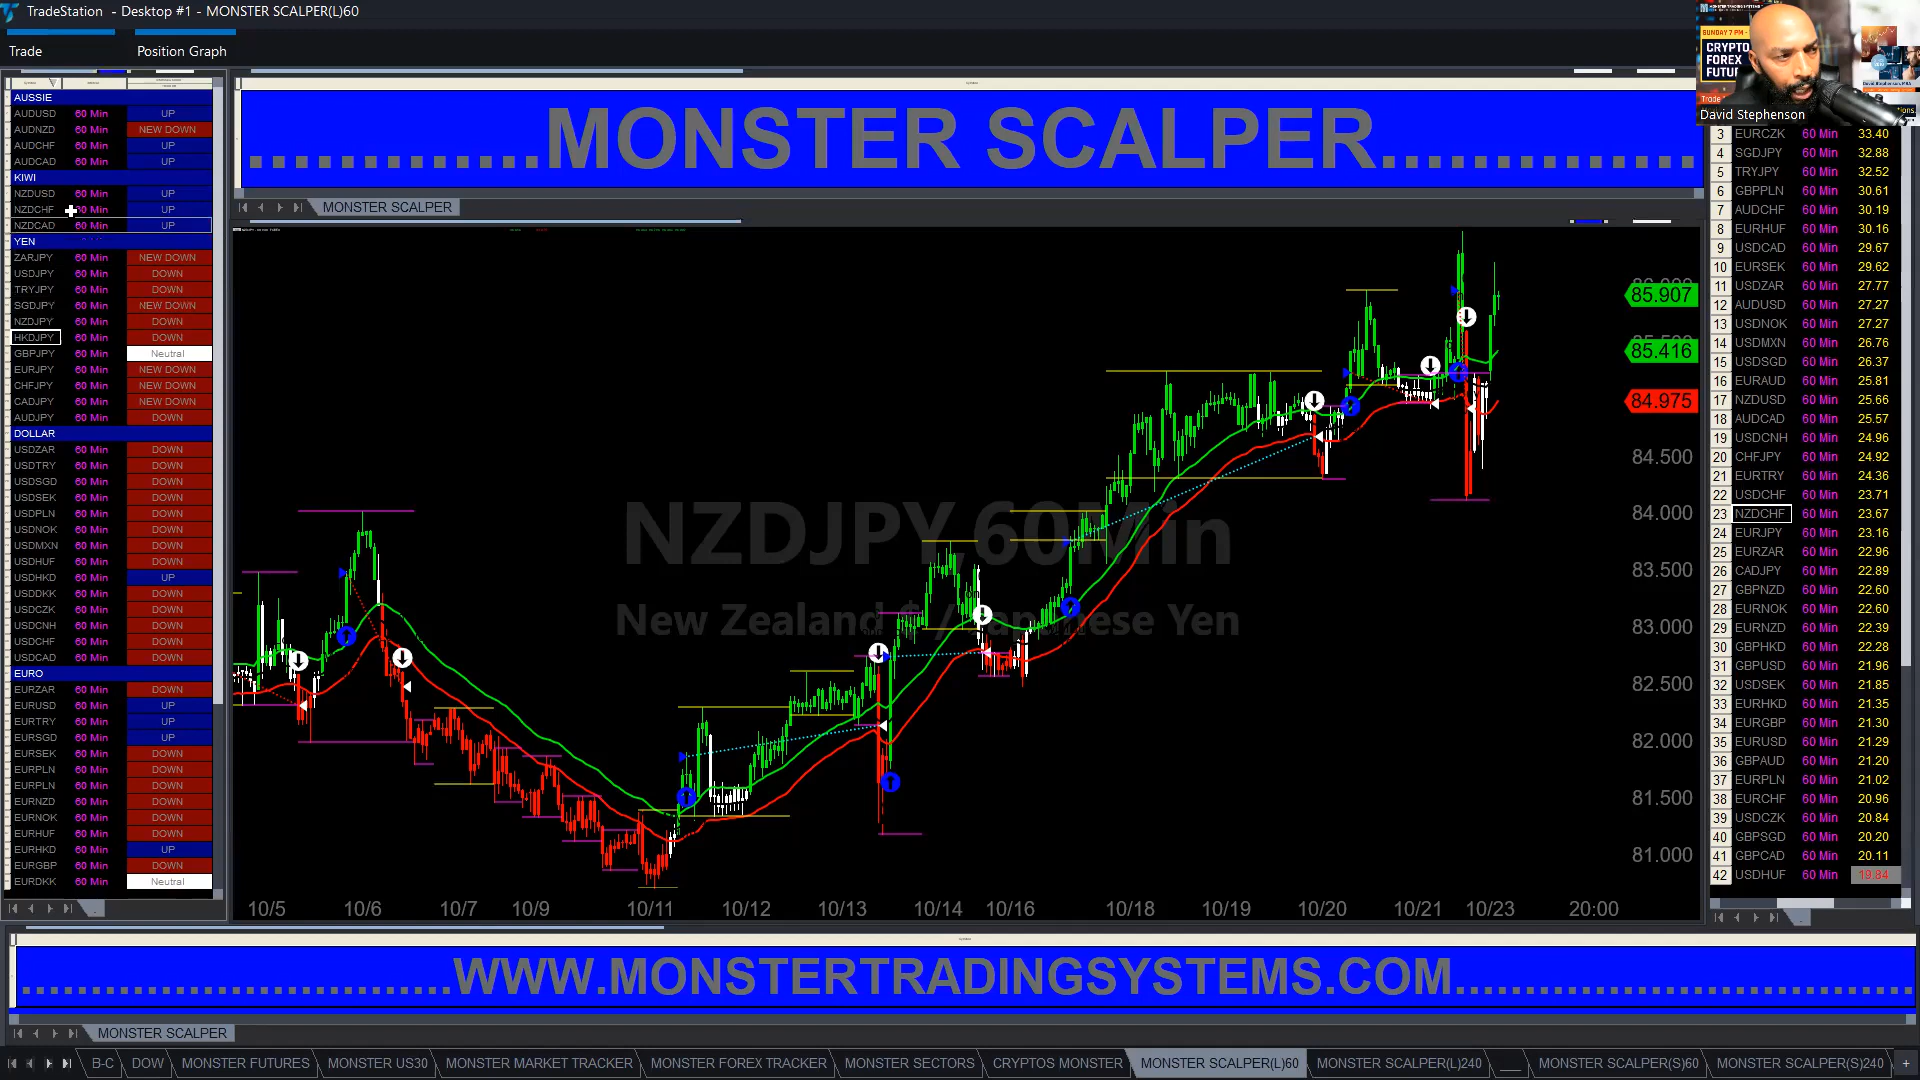 TradeStation - Desktop #1 - MONSTER SCALPER(L)60
Trade
Position Graph
AUSSIE
AUDUSD 60 Min UP
AUDNZD 60 Min NEW DOWN
AUDCHF 60 Min UP
AUDCAD 60 Min UP
KIWI
NZDUSD 60 Min UP
NZDCHF 60 Min UP
NZDCAD 60 Min UP
YEN
ZARJPY 60 Min NEW DOWN
USDJPY 60 Min DOWN
TRYJPY 60 Min DOWN
SGDJPY 60 Min NEW DOWN
NZDJPY 60 Min DOWN
HKDJPY 60 Min DOWN
GBPJPY 60 Min Neutral
EURJPY 60 Min NEW DOWN
CHFJPY 60 Min NEW DOWN
CADJPY 60 Min NEW DOWN
AUDJPY 60 Min DOWN
DOLLAR
USDZAR 60 Min DOWN
USDTRY 60 Min DOWN
USDSGD 60 Min DOWN
USDSEK 60 Min DOWN
USDPLN 60 Min DOWN
USDNOK 60 Min DOWN
USDMXN 60 Min DOWN
USDHUF 60 Min DOWN
USDHKD 60 Min UP
USDDKK 60 Min DOWN
USDCZK 60 Min DOWN
USDCNH 60 Min DOWN
USDCHF 60 Min DOWN
USDCAD 60 Min DOWN
EURO
EURZAR 60 Min DOWN
EURUSD 60 Min UP
EURTRY 60 Min UP
EURSGD 60 Min UP
EURSEK 60 Min DOWN
EURPLN 60 Min DOWN
EURPLN 60 Min DOWN
EURNZD 60 Min DOWN
EURNOK 60 Min DOWN
EURHUF 60 Min DOWN
EURHKD 60 Min UP
EURGBP 60 Min DOWN
EURDKK 60 Min Neutral
..............MONSTER SCALPER...............
MONSTER SCALPER
NZDJPY,60Min
New Zealand $ / Japanese Yen
85.907
85.416
84.975
84.500
84.000
83.500
83.000
82.500
82.000
81.500
81.000
10/5 10/6 10/7 10/9 10/11 10/12 10/13 10/14 10/16 10/18 10/19 10/20 10/21 10/23 20:00
SUNDAY 7 PM
CRYPTO
FOREX
FUTU
Trade
David Stephenson
3 EURCZK 60 Min 33.40
4 SGDJPY 60 Min 32.88
5 TRYJPY 60 Min 32.52
6 GBPPLN 60 Min 30.61
7 AUDCHF 60 Min 30.19
8 EURHUF 60 Min 30.16
9 USDCAD 60 Min 29.67
10 EURSEK 60 Min 29.62
11 USDZAR 60 Min 27.77
12 AUDUSD 60 Min 27.27
13 USDNOK 60 Min 27.27
14 USDMXN 60 Min 26.76
15 USDSGD 60 Min 26.37
16 EURAUD 60 Min 25.81
17 NZDUSD 60 Min 25.66
18 AUDCAD 60 Min 25.57
19 USDCNH 60 Min 24.96
20 CHFJPY 60 Min 24.92
21 EURTRY 60 Min 24.36
22 USDCHF 60 Min 23.71
23 NZDCHF 60 Min 23.67
24 EURJPY 60 Min 23.16
25 EURZAR 60 Min 22.96
26 CADJPY 60 Min 22.89
27 GBPNZD 60 Min 22.60
28 EURNOK 60 Min 22.60
29 EURNZD 60 Min 22.39
30 GBPHKD 60 Min 22.28
31 GBPUSD 60 Min 21.96
32 USDSEK 60 Min 21.85
33 EURHKD 60 Min 21.35
34 EURGBP 60 Min 21.30
35 EURUSD 60 Min 21.29
36 GBPAUD 60 Min 21.20
37 EURPLN 60 Min 21.02
38 EURCHF 60 Min 20.96
39 USDCZK 60 Min 20.84
40 GBPSGD 60 Min 20.20
41 GBPCAD 60 Min 20.11
42 USDHUF 60 Min 19.84
..............................WWW.MONSTERTRADINGSYSTEMS.COM..............................
MONSTER SCALPER
B-C DOW MONSTER FUTURES MONSTER US30 MONSTER MARKET TRACKER MONSTER FOREX TRACKER MONSTER SECTORS CRYPTOS MONSTER MONSTER SCALPER(L)60 MONSTER SCALPER(L)240 ___ MONSTER SCALPER(S)60 MONSTER SCALPER(S)240 +